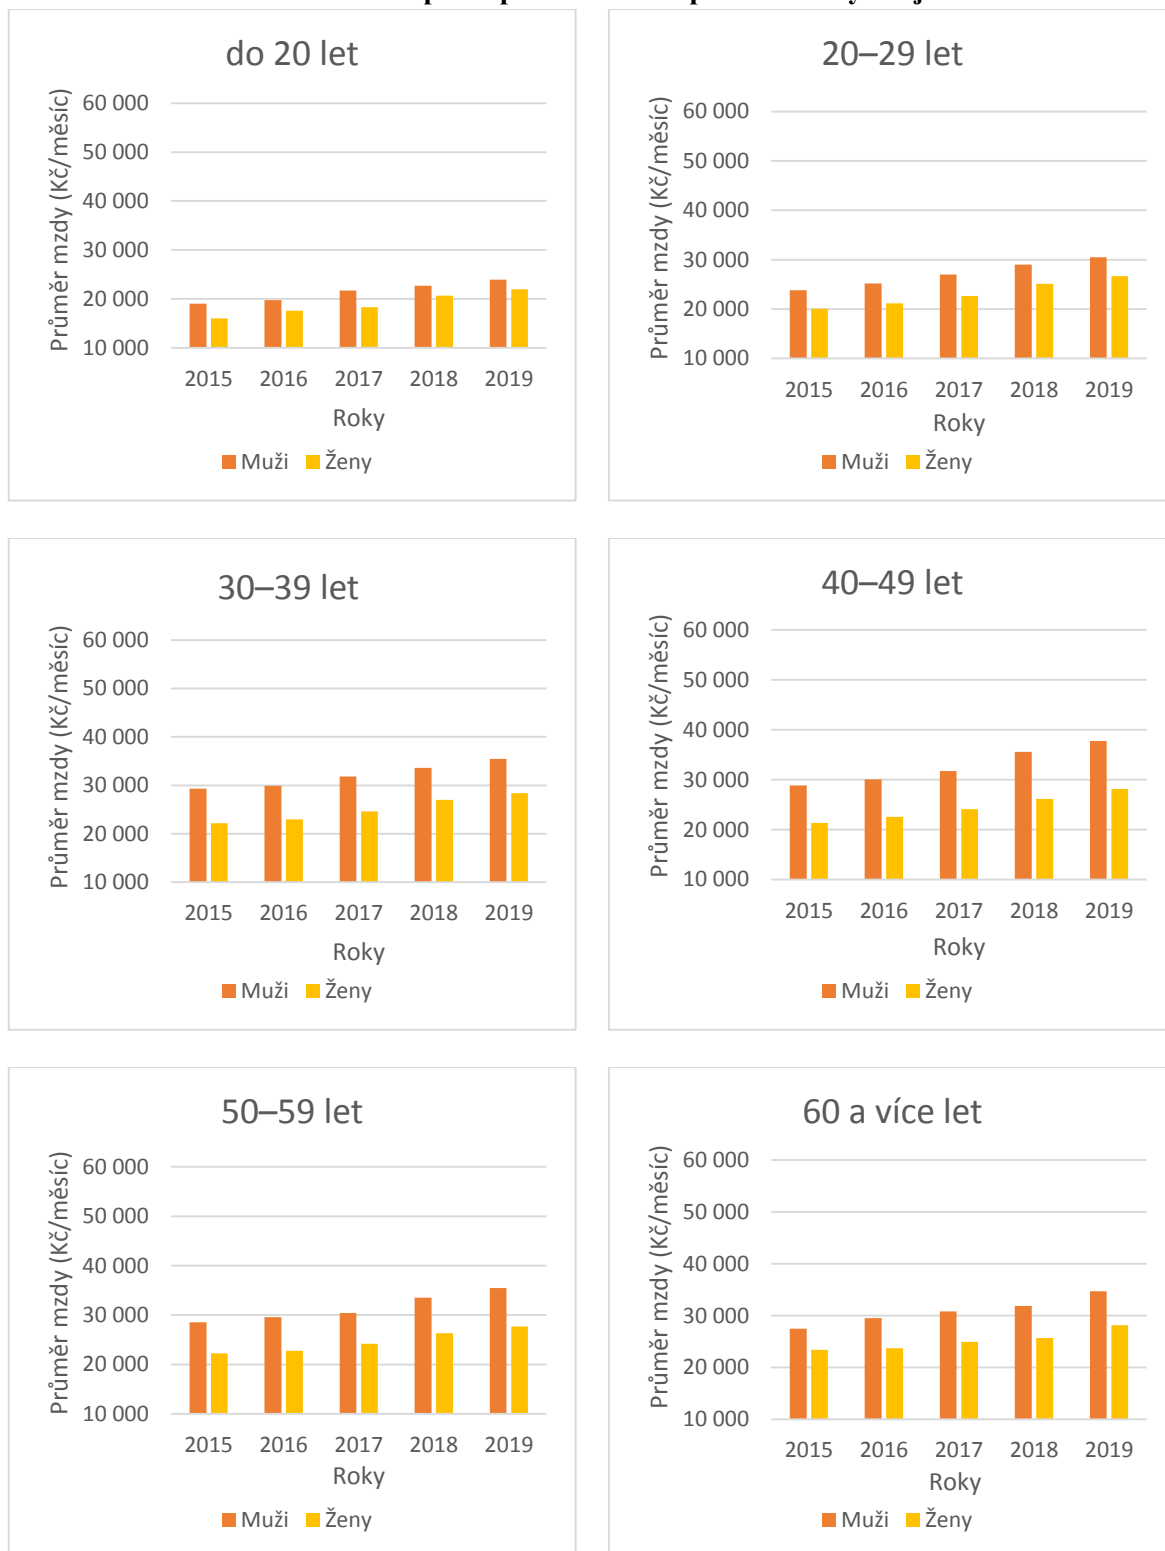 do 20 let
Průměr mzdy (Kč/měsíc)
60 000
50 000
40 000
30 000
20 000
10 000
2015 2016 2017 2018 2019
Roky
Muži Ženy
20–29 let
Průměr mzdy (Kč/měsíc)
60 000
50 000
40 000
30 000
20 000
10 000
2015 2016 2017 2018 2019
Roky
Muži Ženy
30–39 let
Průměr mzdy (Kč/měsíc)
60 000
50 000
40 000
30 000
20 000
10 000
2015 2016 2017 2018 2019
Roky
Muži Ženy
40–49 let
Průměr mzdy (Kč/měsíc)
60 000
50 000
40 000
30 000
20 000
10 000
2015 2016 2017 2018 2019
Roky
Muži Ženy
50–59 let
Průměr mzdy (Kč/měsíc)
60 000
50 000
40 000
30 000
20 000
10 000
2015 2016 2017 2018 2019
Roky
Muži Ženy
60 a více let
Průměr mzdy (Kč/měsíc)
60 000
50 000
40 000
30 000
20 000
10 000
2015 2016 2017 2018 2019
Roky
Muži Ženy